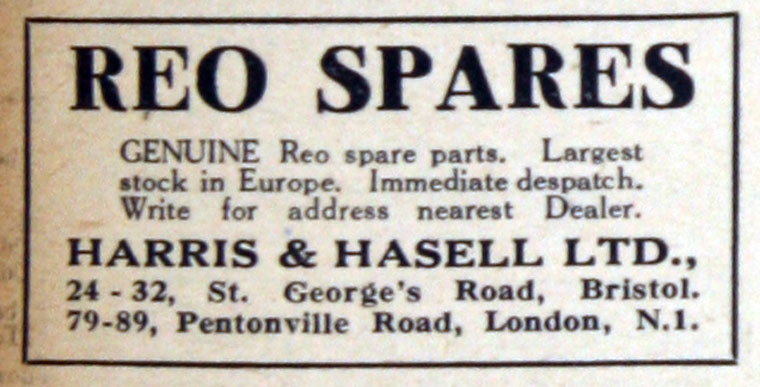 REO SPARES
GENUINE Reo spare parts. Largest
stock in Europe. Immediate despatch.
Write for address nearest Dealer.
HARRIS & HASELL LTD.,
24 - 32, St. George's Road, Bristol.
79-89, Pentonville Road, London, N.1.